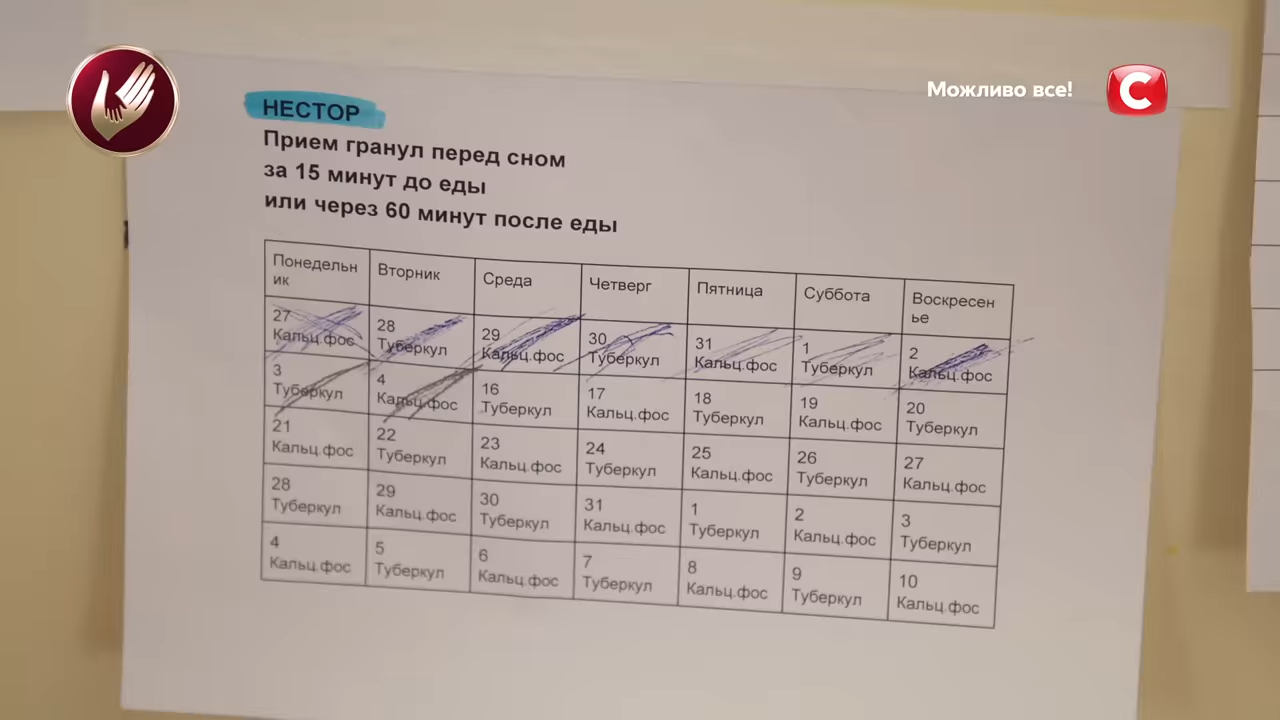 Можливо все!
С
НЕСТОР
Прием гранул перед сном
за 15 минут до еды
или через 60 минут после еды
Понедельн
ик
Вторник
Среда
Четверг
Пятница
Суббота
Воскресен
ье
27
Кальц.фос
28
Туберкул
29
Кальц.фос
30
Туберкул
31
Кальц.фос
1
Туберкул
2
Кальц.фос
3
Туберкул
4
Кальц.фос
16
Туберкул
17
Кальц.фос
18
Туберкул
19
Кальц.фос
20
Туберкул
21
Кальц.фос
22
Туберкул
23
Кальц.фос
24
Туберкул
25
Кальц.фос
26
Туберкул
27
Кальц.фос
28
Туберкул
29
Кальц.фос
30
Туберкул
31
Кальц.фос
1
Туберкул
2
Кальц.фос
3
Туберкул
4
Кальц.фос
5
Туберкул
6
Кальц.фос
7
Туберкул
8
Кальц.фос
9
Туберкул
10
Кальц.фос